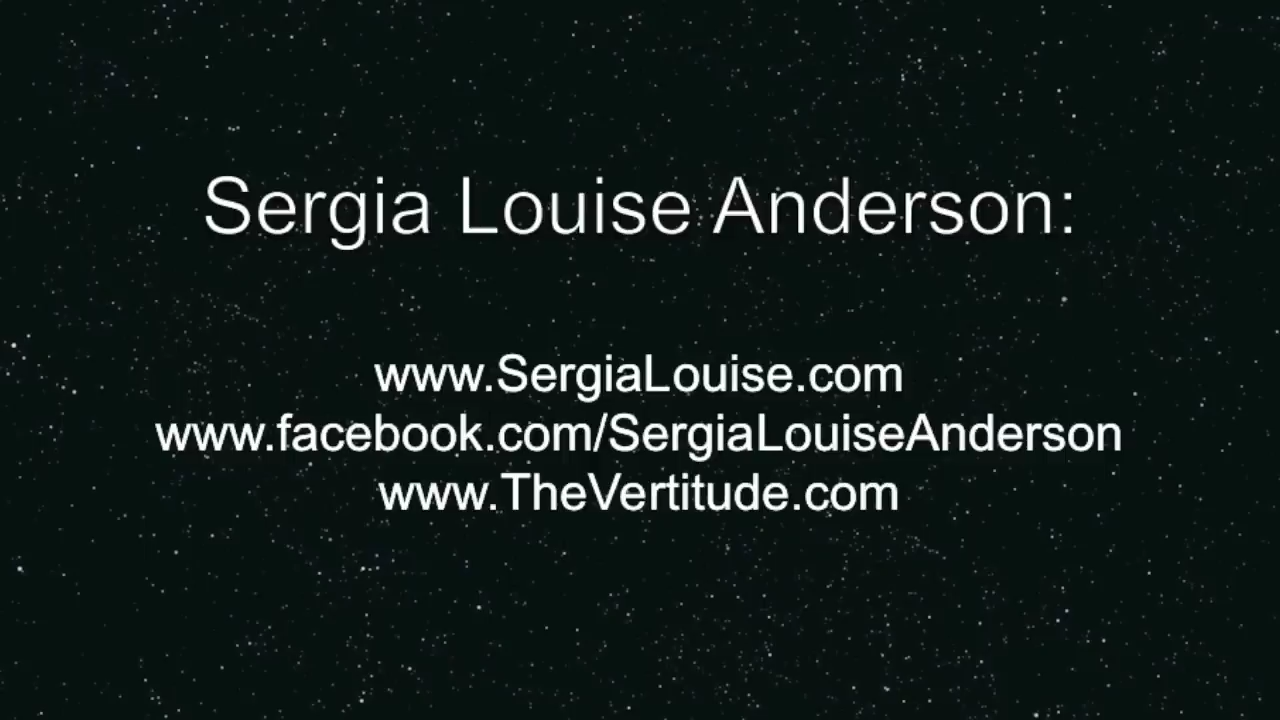 Sergia Louise Anderson:
www.SergiaLouise.com
www.facebook.com/SergiaLouiseAnderson
www.TheVertitude.com